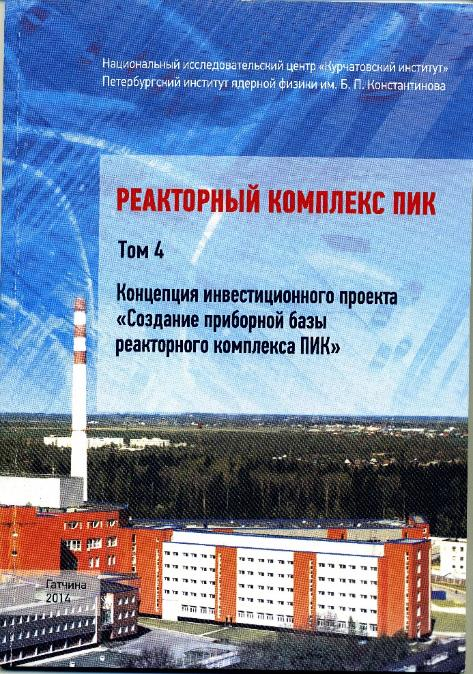 Национальный исследовательский центр «Курчатовский институт»
Петербургский институт ядерной физики им. Б. П. Константинова
РЕАКТОРНЫЙ КОМПЛЕКС ПИК
Том 4
Концепция инвестиционного проекта
«Создание приборной базы
реакторного комплекса ПИК»
Гатчина
2014